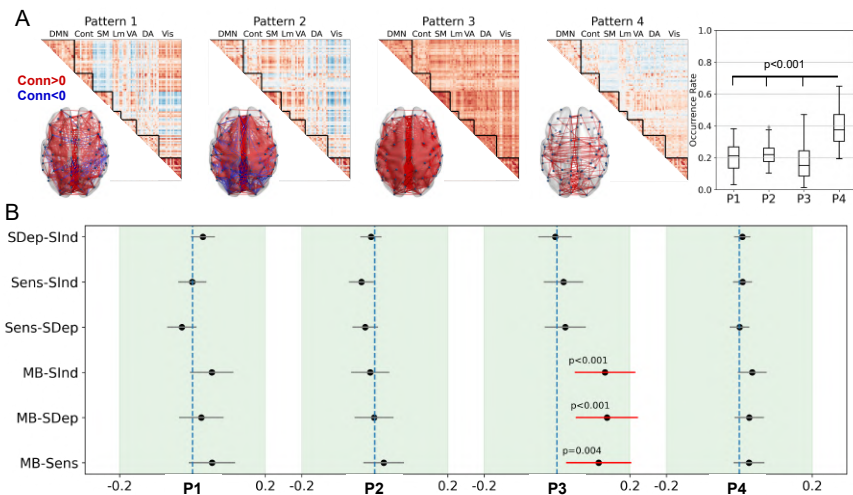 A
Pattern 1
Pattern 2
Pattern 3
Pattern 4
DMN Cont SM Lm VA DA Vis
DMN Cont SM Lm VA DA Vis
DMN Cont SM Lm VA DA Vis
DMN Cont SM Lm VA DA Vis
Conn>0
Conn<0
Occurrence Rate
1.0
0.8
0.6
0.4
0.2
0.0
p<0.001
P1 P2 P3 P4
B
SDep-SInd
Sens-SInd
Sens-SDep
MB-SInd
MB-SDep
MB-Sens
p<0.001
p<0.001
p=0.004
-0.2 P1 0.2
-0.2 P2 0.2
-0.2 P3 0.2
-0.2 P4 0.2